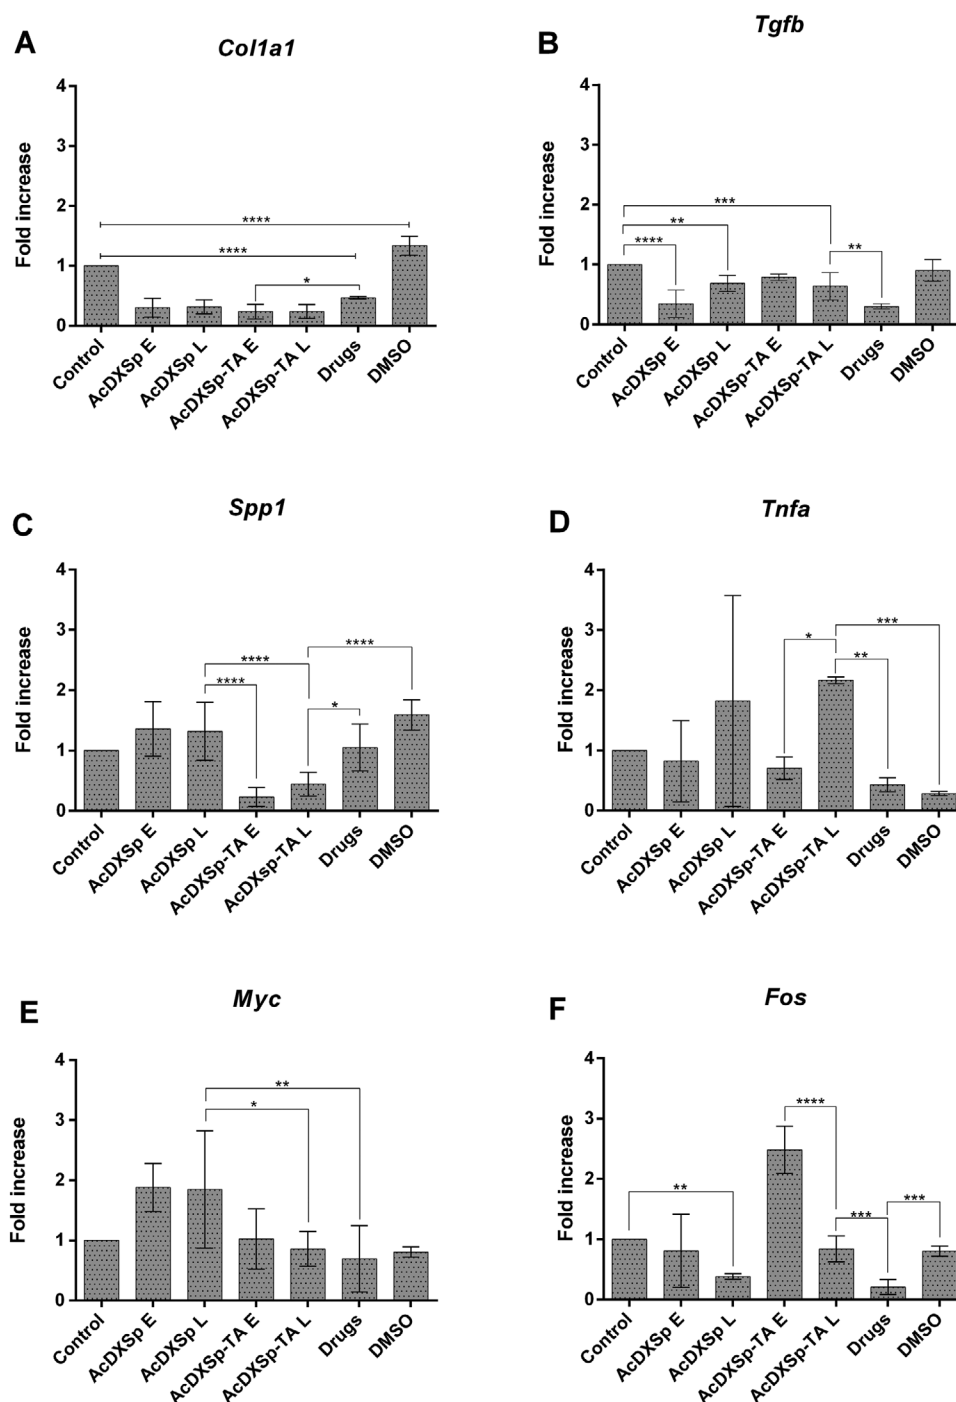 A
Col1a1
Fold increase
4
3
2
1
0
****
****
*
Control
AcDXSp E
AcDXSp L
AcDXSp-TA E
AcDXSp-TA L
Drugs
DMSO
B
Tgfb
Fold increase
4
3
2
1
0
***
**
****
**
Control
AcDXSp E
AcDXSp L
AcDXSp-TA E
AcDXSp-TA L
Drugs
DMSO
C
Spp1
Fold increase
4
3
2
1
0
****
****
****
*
Control
AcDXSp E
AcDXSp L
AcDXSp-TA E
AcDXsp-TA L
Drugs
DMSO
D
Tnfa
Fold increase
4
3
2
1
0
***
*
**
Control
AcDXSp E
AcDXSp L
AcDXSp-TA E
AcDXSp-TA L
Drugs
DMSO
E
Myc
Fold increase
4
3
2
1
0
**
*
Control
AcDXSp E
AcDXSp L
AcDXSp-TA E
AcDXSp-TA L
Drugs
DMSO
F
Fos
Fold increase
4
3
2
1
0
****
**
***
***
Control
AcDXSp E
AcDXSp L
AcDXSp-TA E
AcDXSp-TA L
Drugs
DMSO